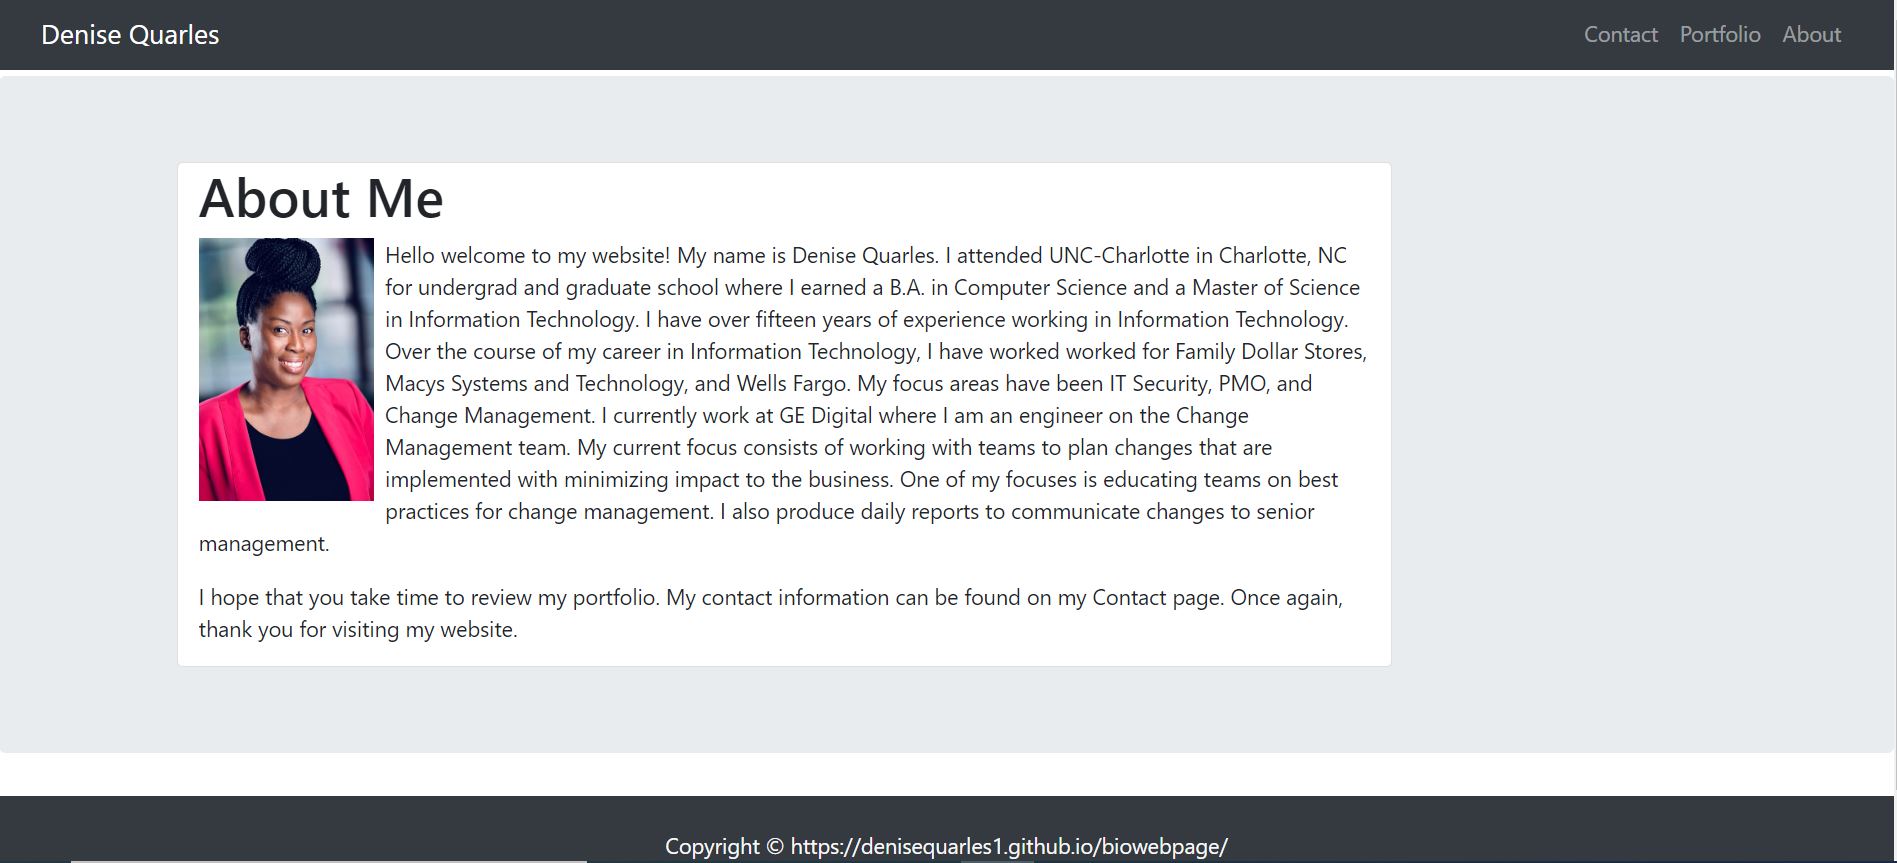 Denise Quarles
Contact Portfolio About
About Me
Hello welcome to my website! My name is Denise Quarles. I attended UNC-Charlotte in Charlotte, NC
for undergrad and graduate school where I earned a B.A. in Computer Science and a Master of Science
in Information Technology. I have over fifteen years of experience working in Information Technology.
Over the course of my career in Information Technology, I have worked worked for Family Dollar Stores,
Macys Systems and Technology, and Wells Fargo. My focus areas have been IT Security, PMO, and
Change Management. I currently work at GE Digital where I am an engineer on the Change
Management team. My current focus consists of working with teams to plan changes that are
implemented with minimizing impact to the business. One of my focuses is educating teams on best
practices for change management. I also produce daily reports to communicate changes to senior
management.
I hope that you take time to review my portfolio. My contact information can be found on my Contact page. Once again,
thank you for visiting my website.
Copyright © https://denisequarles1.github.io/biowebpage/